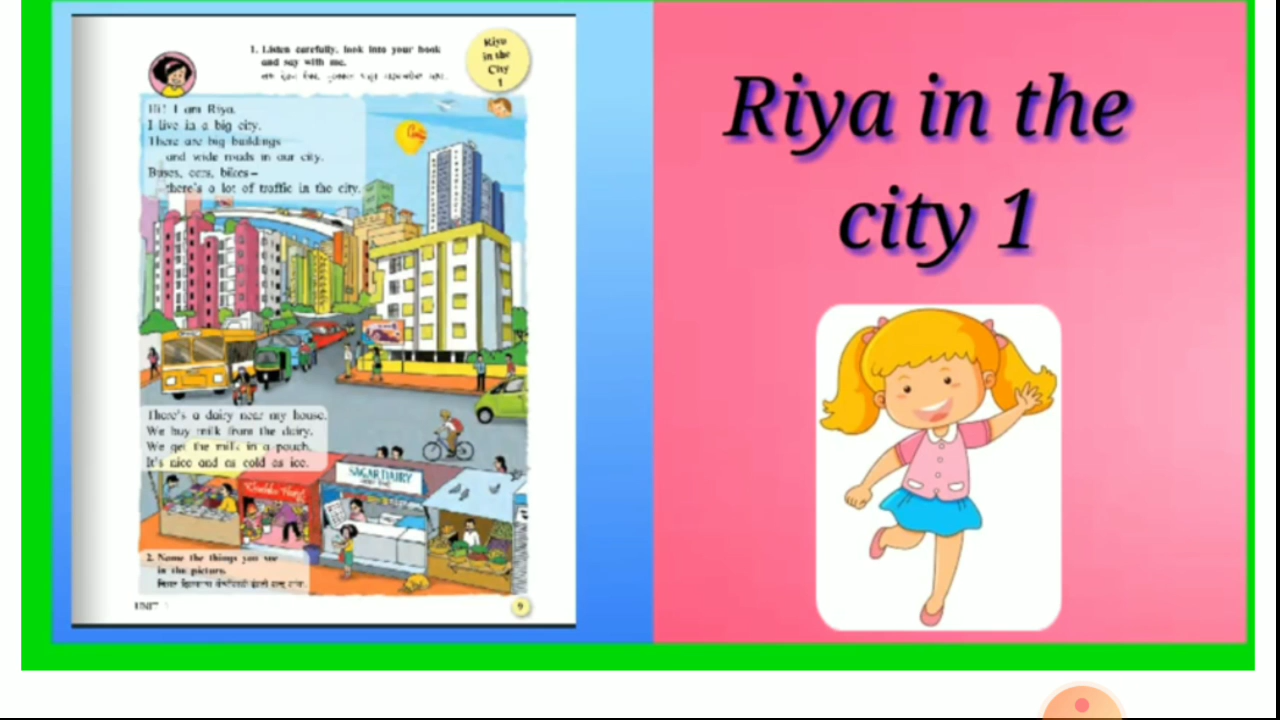 1. Listen carefully, look into your book
and say with me.
Riya
in the
City
1
Hi! I am Riya.
I live in a big city.
There are big buildings
and wide roads in our city.
Buses, cars, bikes –
there's a lot of traffic in the city.
There's a dairy near my house.
We buy milk from the dairy.
We get the milk in a pouch.
It's nice and as cold as ice.
SAGAR DAIRY
2. Name the things you see
in the picture.
UNIT
9
Riya in the
city 1